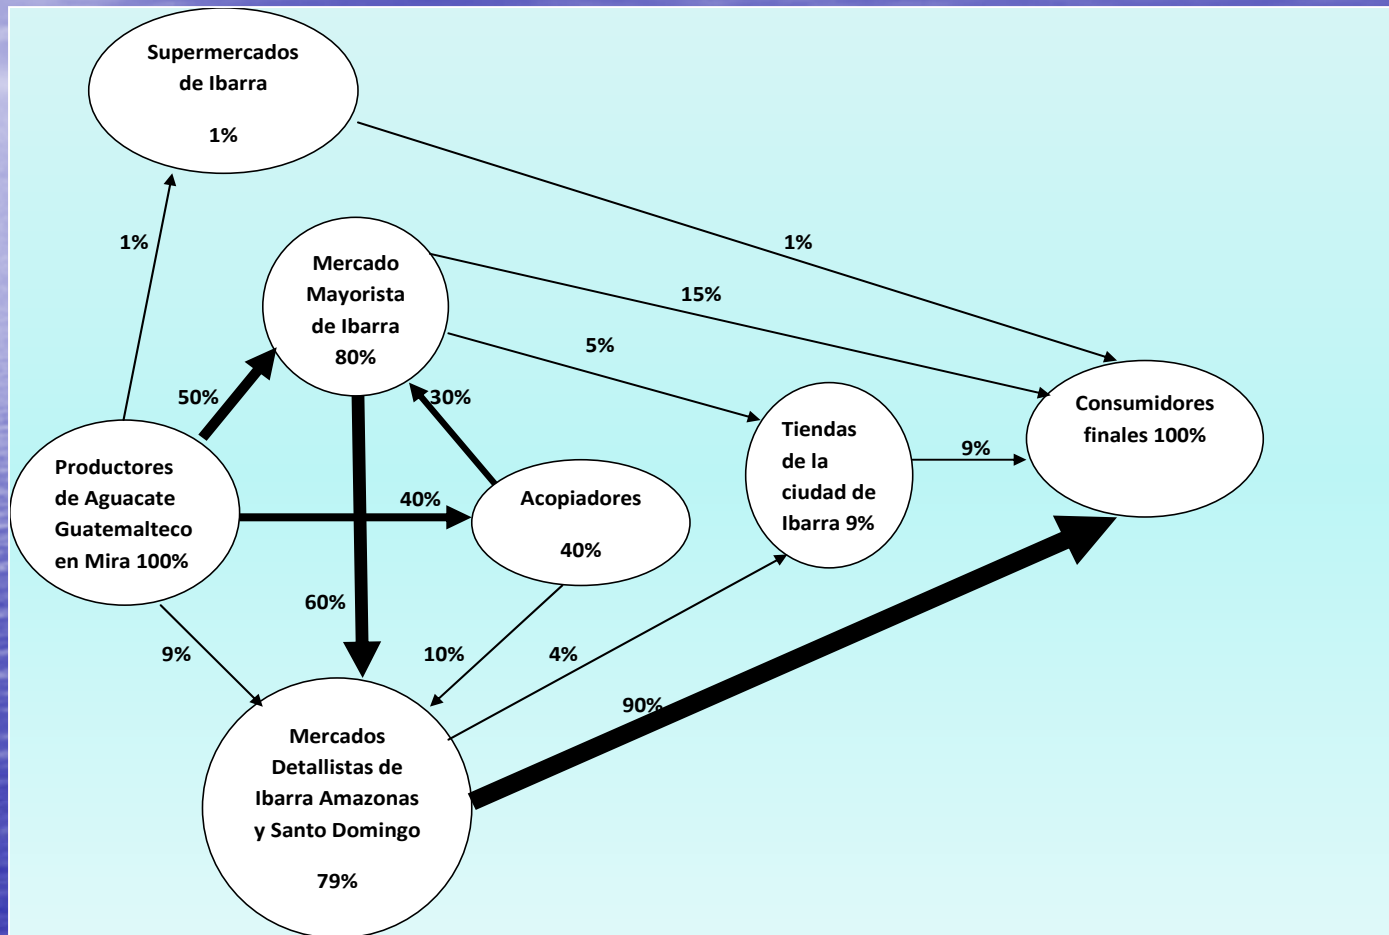 Supermercados
de Ibarra
1%
1%
1%
Mercado
Mayorista
de Ibarra
80%
15%
5%
50%
30%
Consumidores
finales 100%
Tiendas
de la
ciudad de
Ibarra 9%
9%
Productores
de Aguacate
Guatemalteco
en Mira 100%
40%
Acopiadores
40%
60%
9%
10%
4%
90%
Mercados
Detallistas de
Ibarra Amazonas
y Santo Domingo
79%